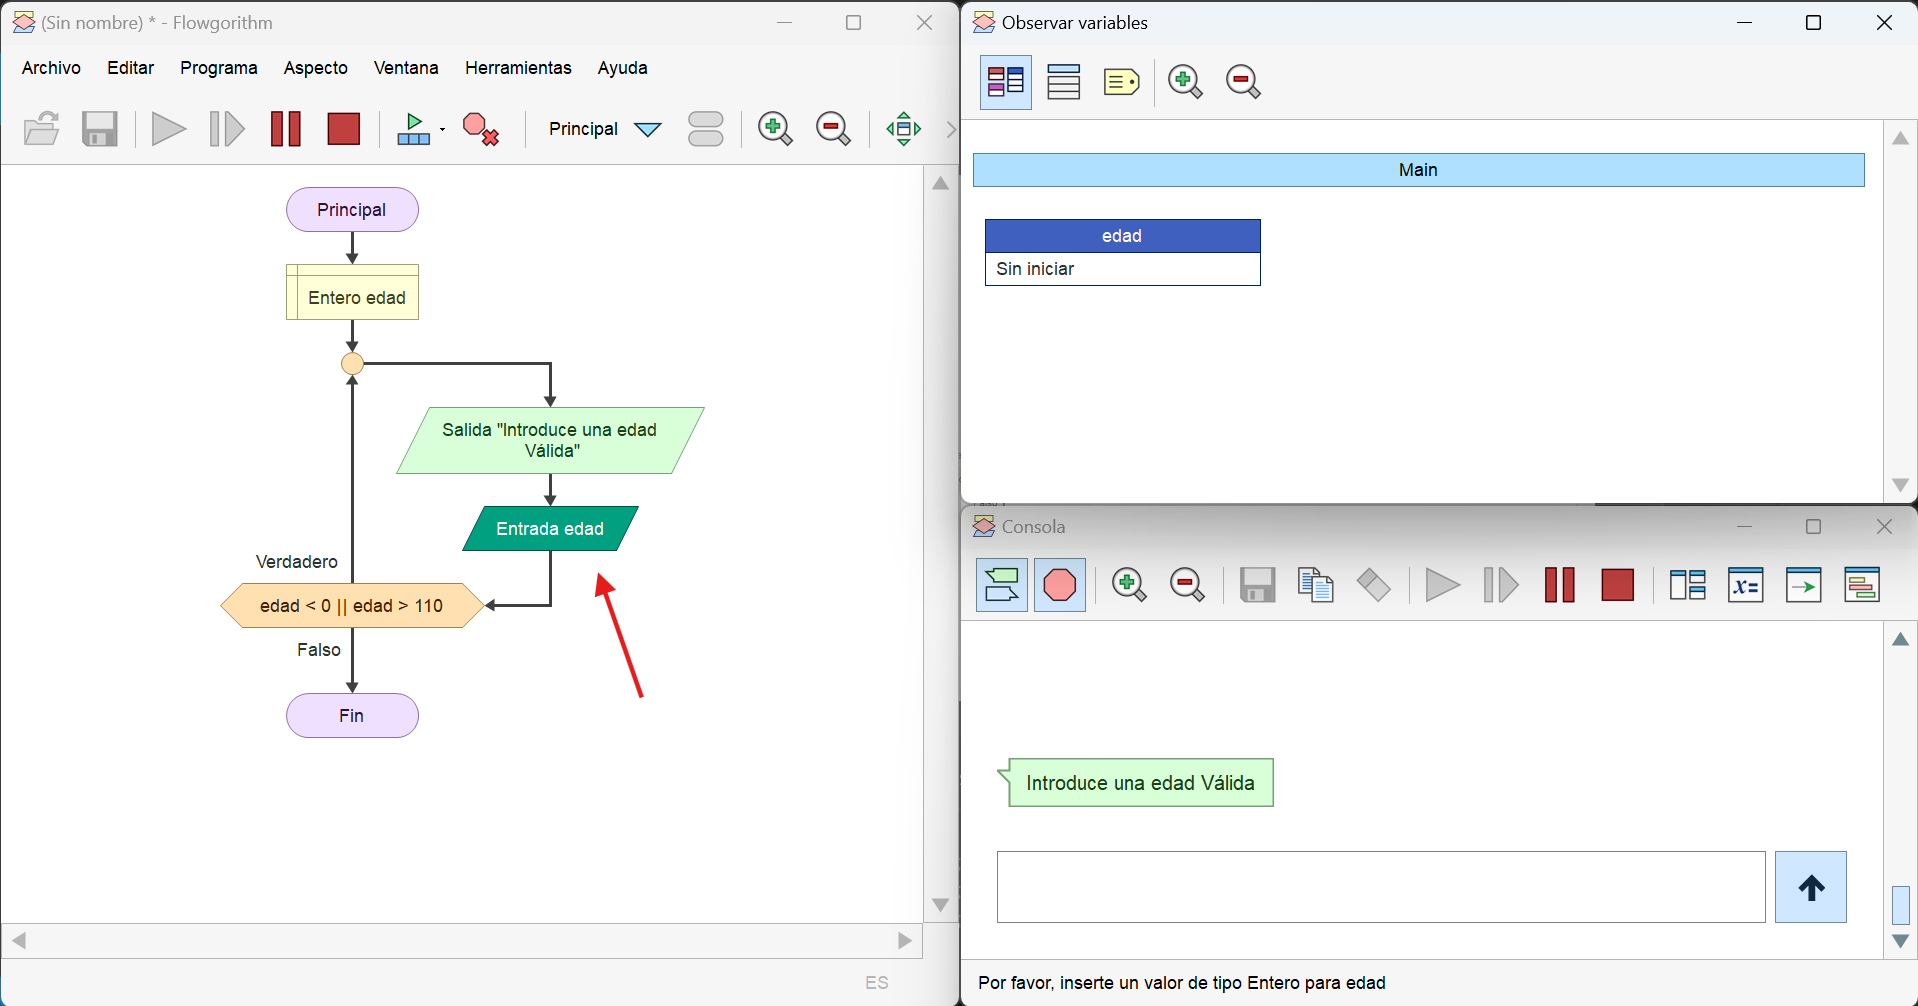 (Sin nombre) * - Flowgorithm
Archivo Editar Programa Aspecto Ventana Herramientas Ayuda
Principal
Principal
Entero edad
Salida "Introduce una edad
Válida"
Entrada edad
Verdadero
edad < 0 || edad > 110
Falso
Fin
ES
Observar variables
Main
edad
Sin iniciar
Consola
x=
Introduce una edad Válida
Por favor, inserte un valor de tipo Entero para edad